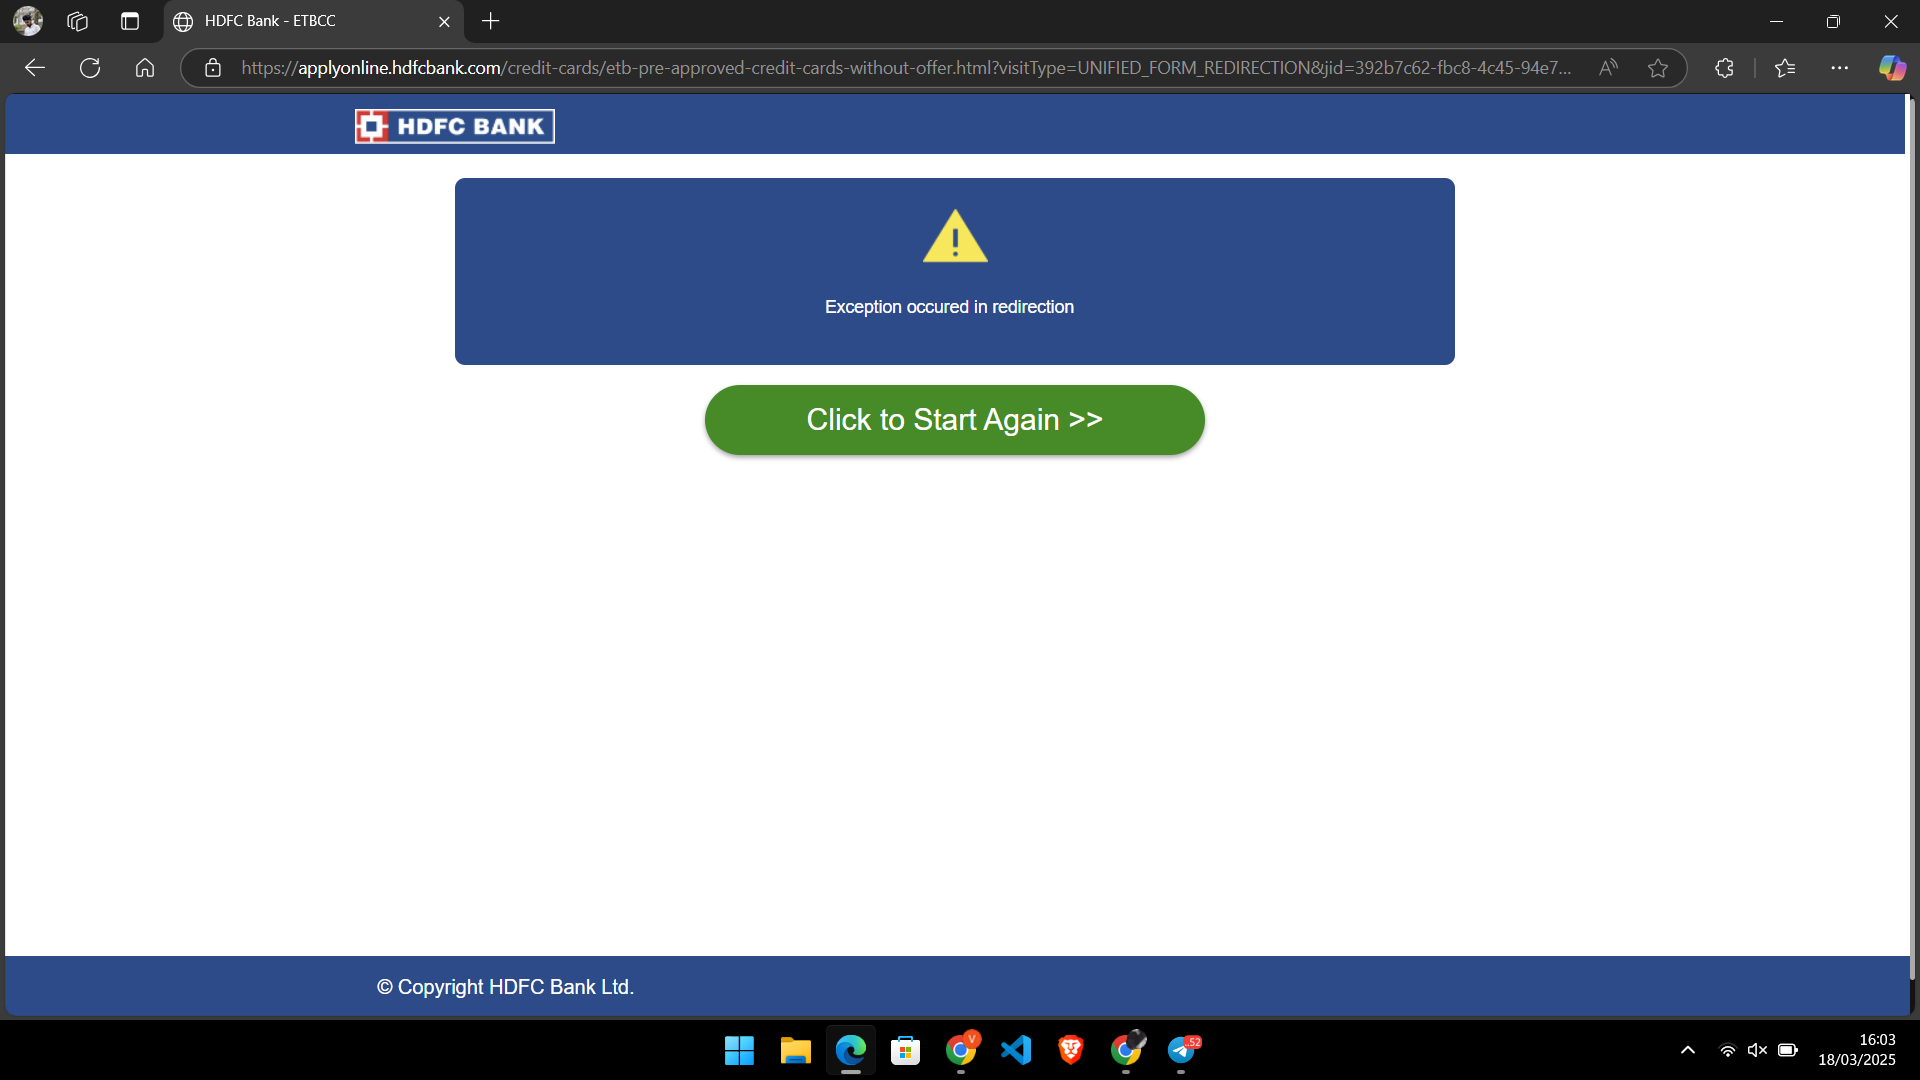 HDFC Bank - ETBCC
https://applyonline.hdfcbank.com/credit-cards/etb-pre-approved-credit-cards-without-offer.html?visitType=UNIFIED_FORM_REDIRECTION&jid=392b7c62-fbc8-4c45-94e7...
HDFC BANK
!
Exception occured in redirection
Click to Start Again >>
© Copyright HDFC Bank Ltd.
V
52
16:03
18/03/2025